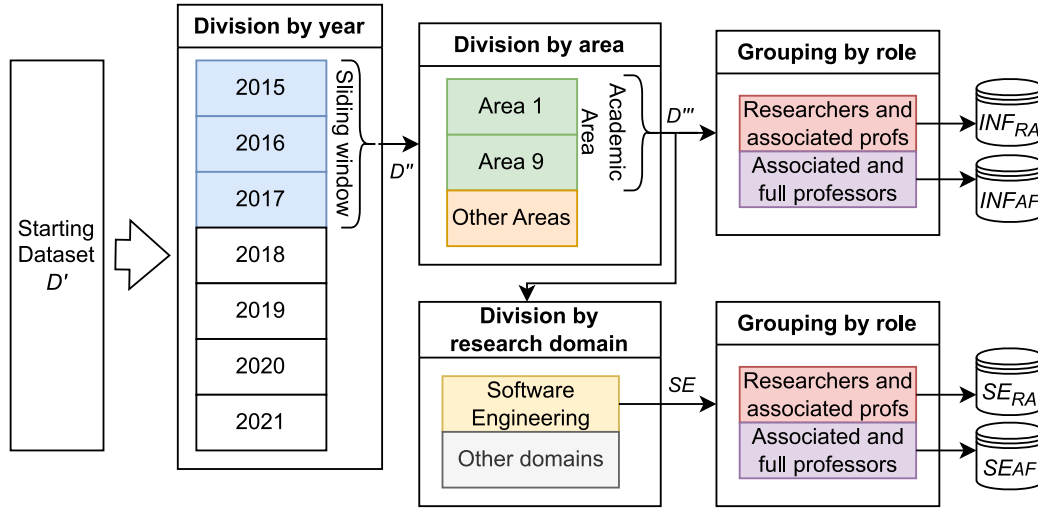 Starting
Dataset
D'
Division by year
2015
2016
2017
2018
2019
2020
2021
Sliding window
D''
Division by area
Area 1
Area 9
Other Areas
Academic
Area
D'''
Grouping by role
Researchers and
associated profs
Associated and
full professors
INFRA
INFAF
Division by
research domain
Software
Engineering
Other domains
SE
Grouping by role
Researchers and
associated profs
Associated and
full professors
SERA
SEAF